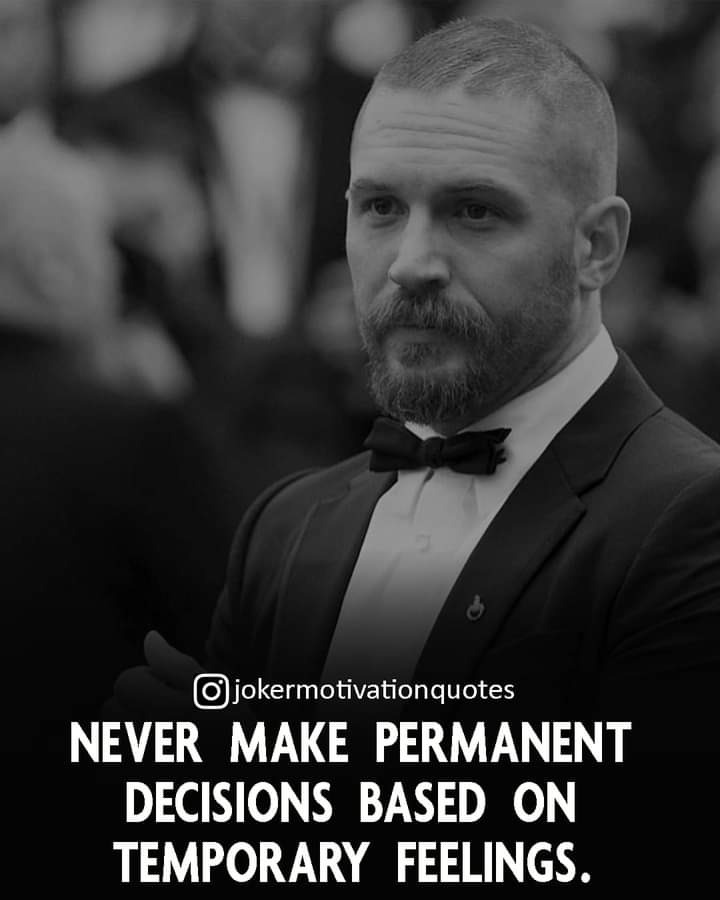 jokermotivationquotes
NEVER MAKE PERMANENT
DECISIONS BASED ON
TEMPORARY FEELINGS.